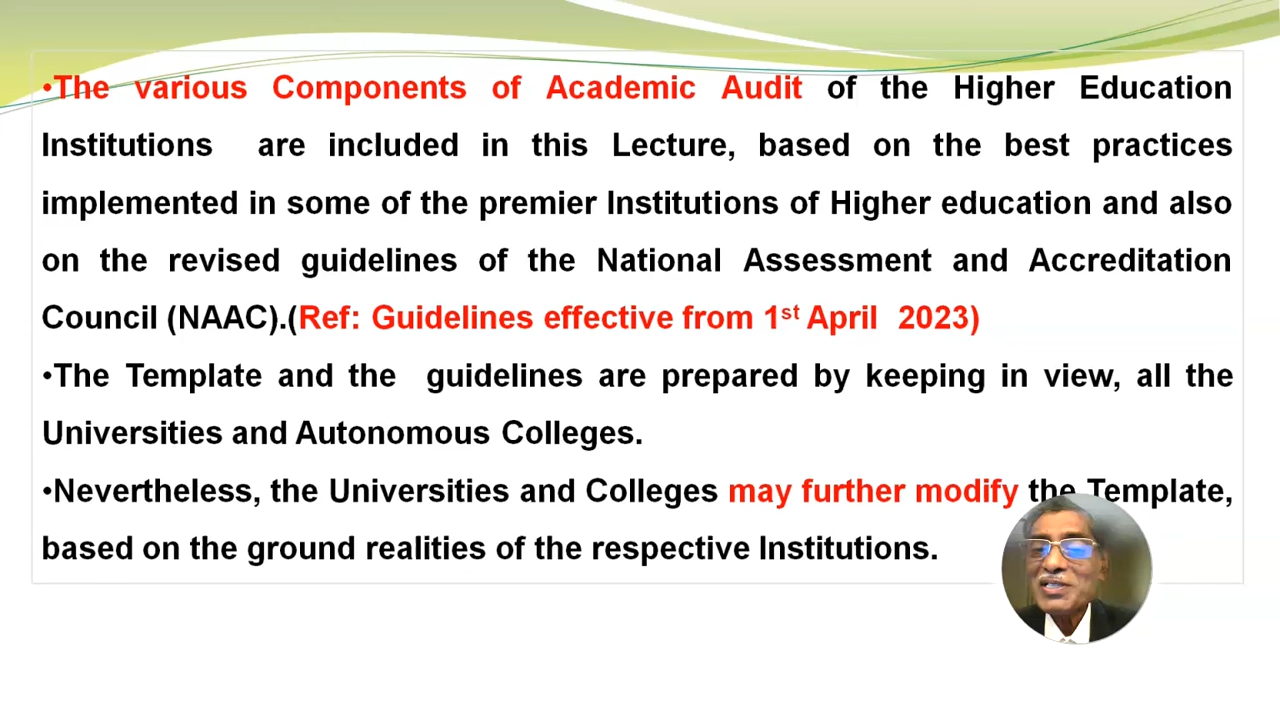 •The various Components of Academic Audit of the Higher Education
Institutions are included in this Lecture, based on the best practices
implemented in some of the premier Institutions of Higher education and also
on the revised guidelines of the National Assessment and Accreditation
Council (NAAC).(Ref: Guidelines effective from 1st April 2023)
•The Template and the guidelines are prepared by keeping in view, all the
Universities and Autonomous Colleges.
•Nevertheless, the Universities and Colleges may further modify the Template,
based on the ground realities of the respective Institutions.